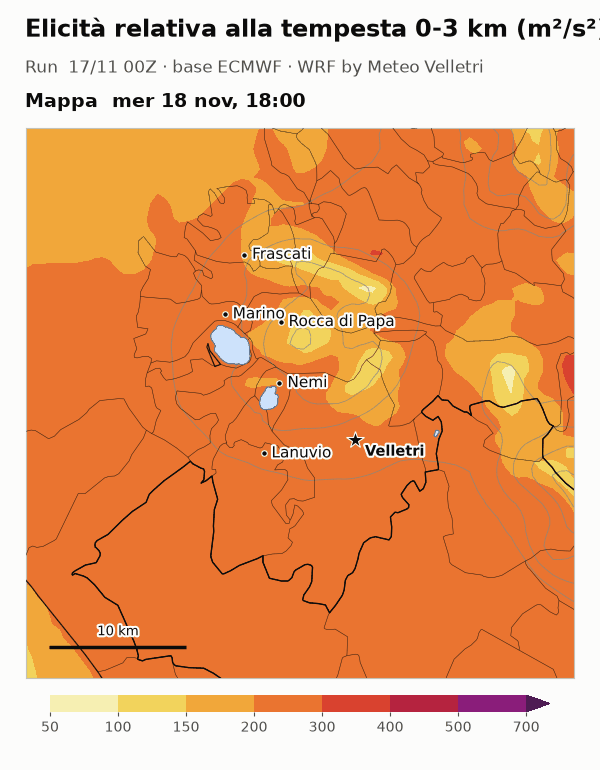 Elicità relativa alla tempesta 0-3 km (m²/s²)
Run 17/11 00Z · base ECMWF · WRF by Meteo Velletri
Mappa mer 18 nov, 18:00
Frascati
Marino
Rocca di Papa
Nemi
Velletri
Lanuvio
10 km
50 100 150 200 300 400 500 700